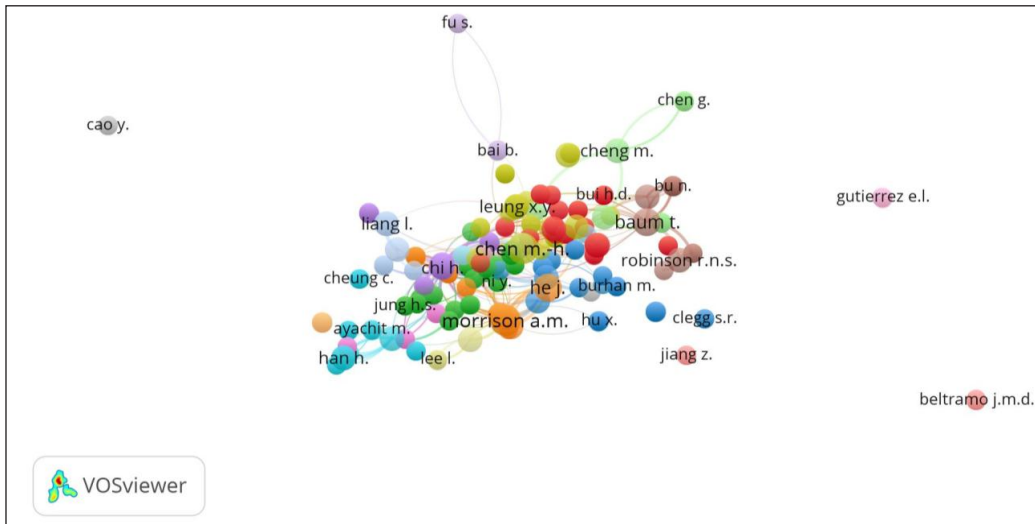 fu s.
chen g.
cao y.
bai b.
cheng m.
bui h.d.
bu n.
gutierrez e.l.
leung x.y.
liang l.
baum t.
chen m.-h.
robinson r.n.s.
chi h.
cheung c.
ni y.
he j.
burhan m.
jung h.s.
morrison a.m.
hu x.
clegg s.r.
ayachit m.
han h.
lee l.
jiang z.
beltramo j.m.d.
VOSviewer